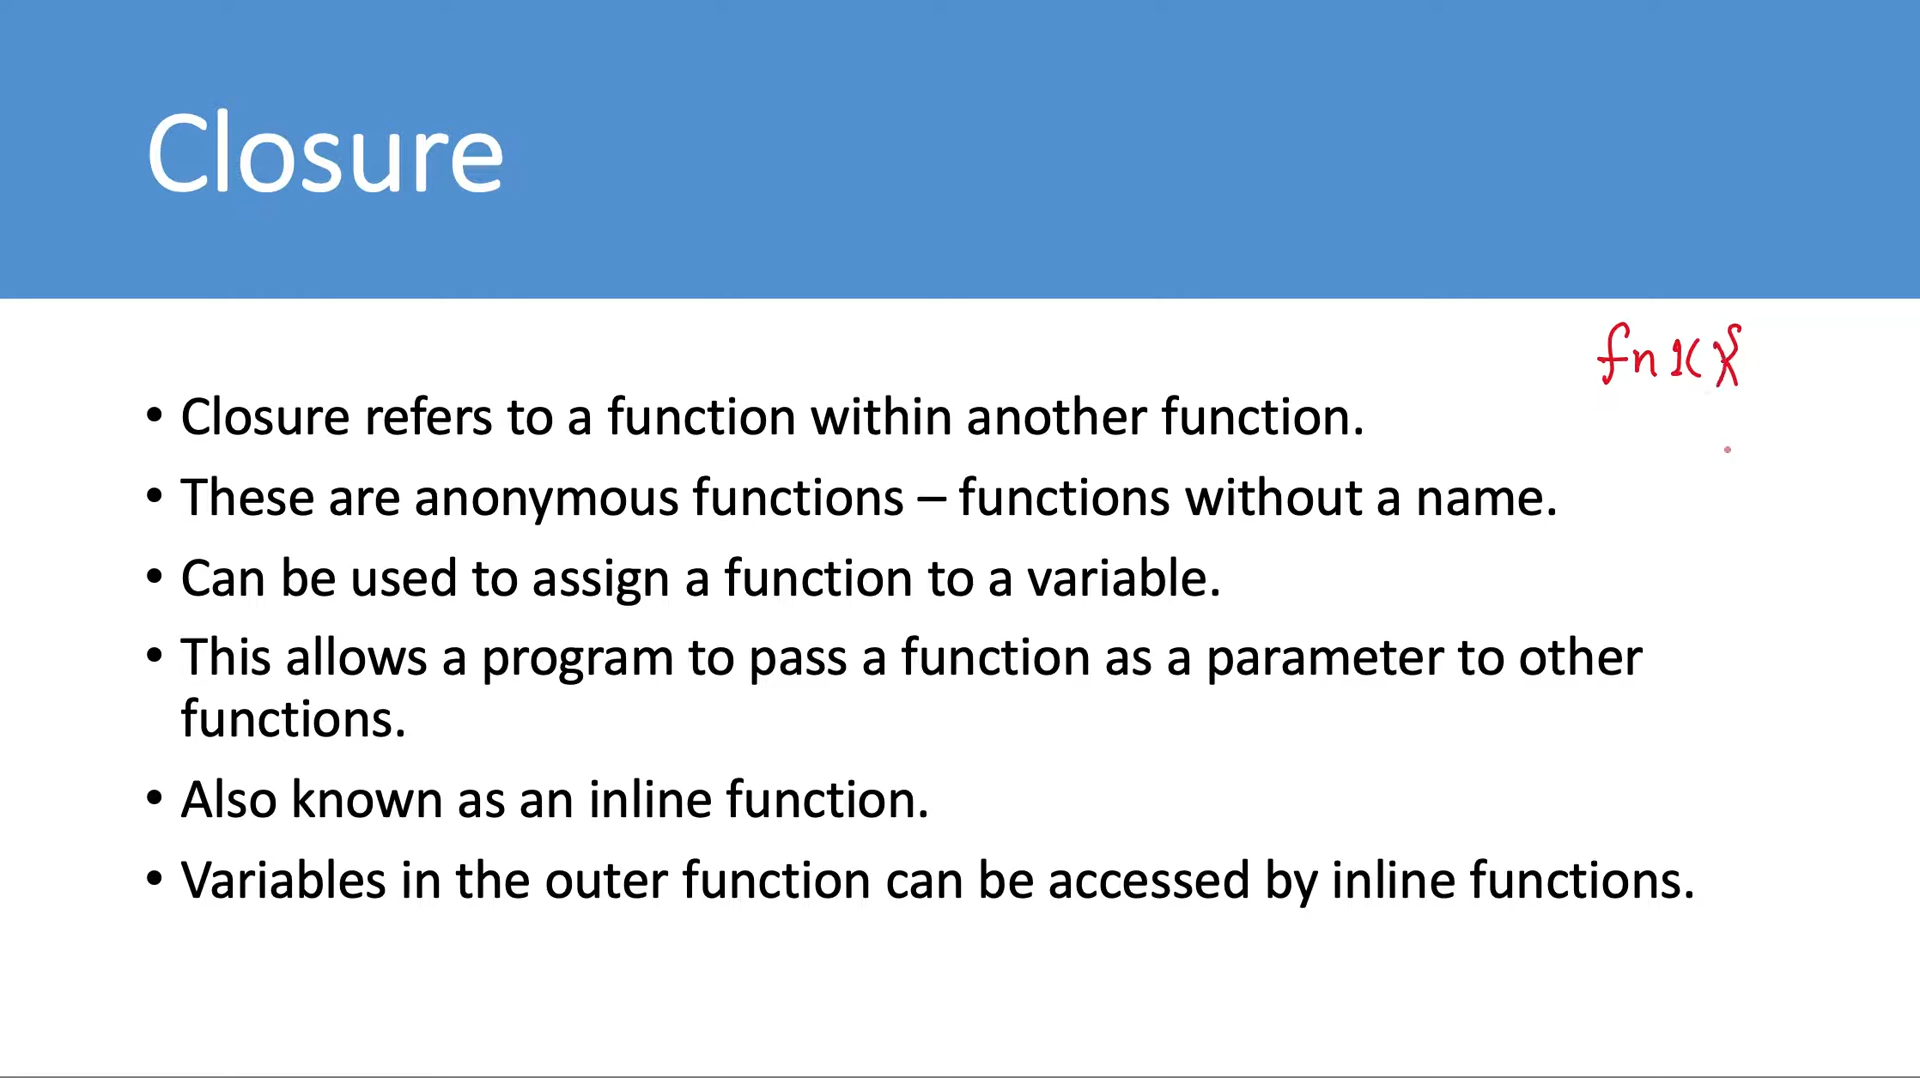 Closure
fn x() {
• Closure refers to a function within another function.
• These are anonymous functions – functions without a name.
• Can be used to assign a function to a variable.
• This allows a program to pass a function as a parameter to other
functions.
• Also known as an inline function.
• Variables in the outer function can be accessed by inline functions.